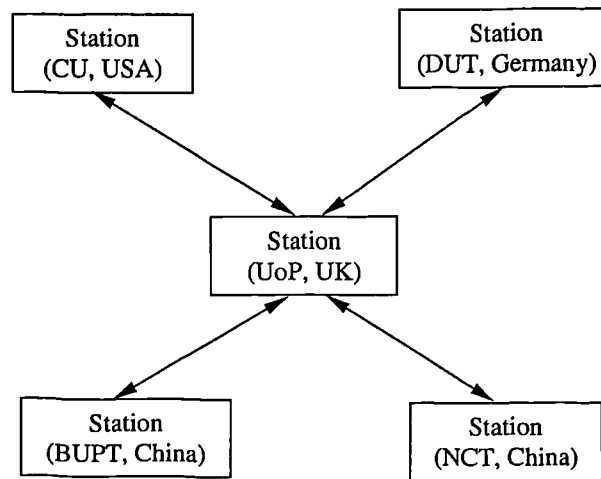 Station
(CU, USA)
Station
(DUT, Germany)
Station
(UoP, UK)
Station
(BUPT, China)
Station
(NCT, China)